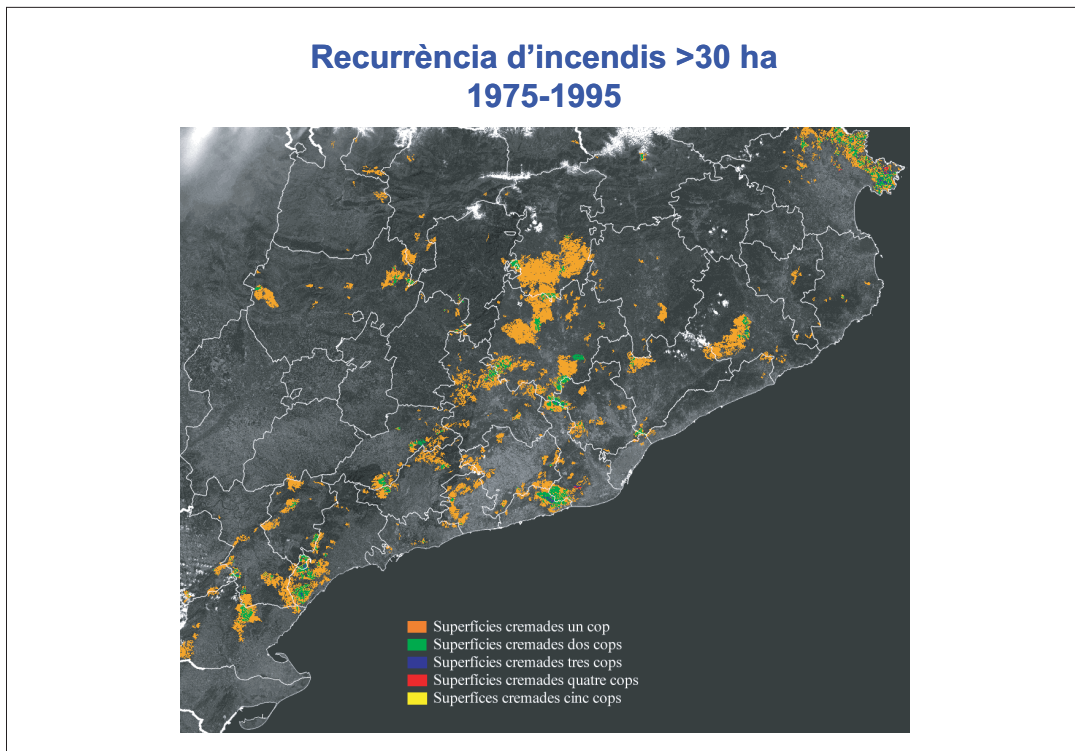 Recurrència d'incendis >30 ha
1975-1995
Superfícies cremades un cop
Superfícies cremades dos cops
Superfícies cremades tres cops
Superfícies cremades quatre cops
Superfíces cremades cinc cops